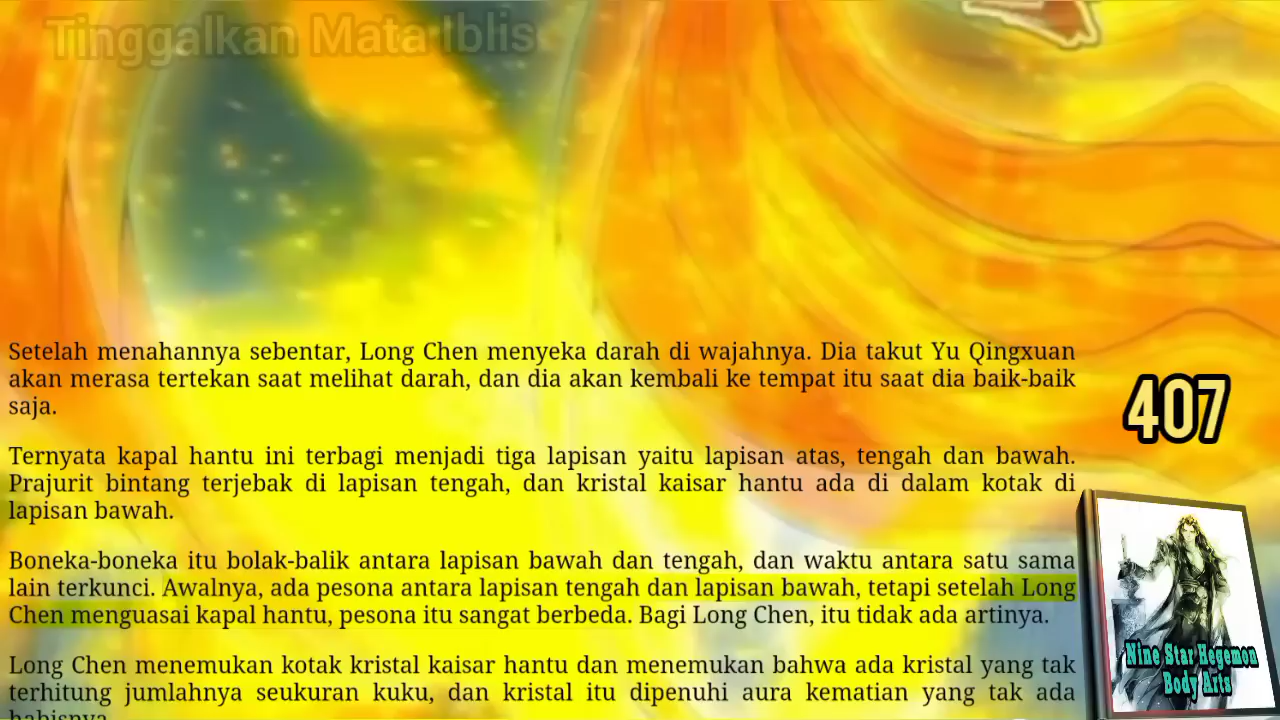 Tinggalkan Mata Iblis
Setelah menahannya sebentar, Long Chen menyeka darah di wajahnya. Dia takut Yu Qingxuan
akan merasa tertekan saat melihat darah, dan dia akan kembali ke tempat itu saat dia baik-baik
saja.
Ternyata kapal hantu ini terbagi menjadi tiga lapisan yaitu lapisan atas, tengah dan bawah.
Prajurit bintang terjebak di lapisan tengah, dan kristal kaisar hantu ada di dalam kotak di
lapisan bawah.
Boneka-boneka itu bolak-balik antara lapisan bawah dan tengah, dan waktu antara satu sama
lain terkunci. Awalnya, ada pesona antara lapisan tengah dan lapisan bawah, tetapi setelah Long
Chen menguasai kapal hantu, pesona itu sangat berbeda. Bagi Long Chen, itu tidak ada artinya.
Long Chen menemukan kotak kristal kaisar hantu dan menemukan bahwa ada kristal yang tak
terhitung jumlahnya seukuran kuku, dan kristal itu dipenuhi aura kematian yang tak ada
habisnya.
407
Nine Star Hegemon
Body Arts